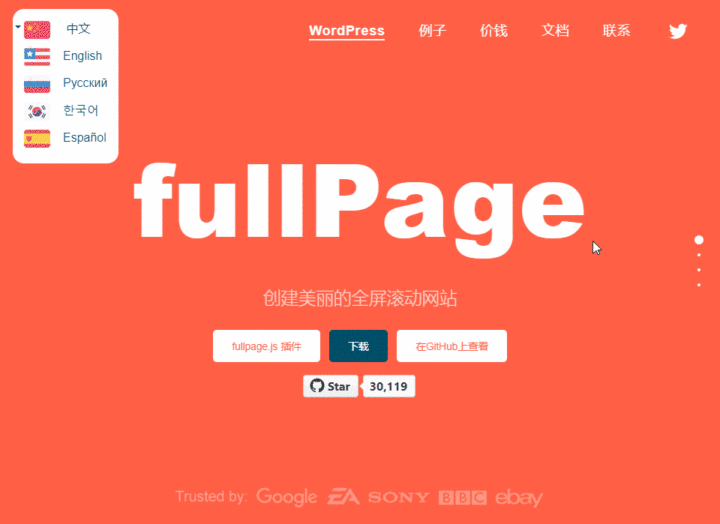 中文
English
Русский
한국어
Español
WordPress 例子 价钱 文档 联系
fullPage
创建美丽的全屏滚动网站
fullpage.js 插件 下载 在GitHub上查看
Star 30,119
Trusted by: Google EA SONY BBC ebay